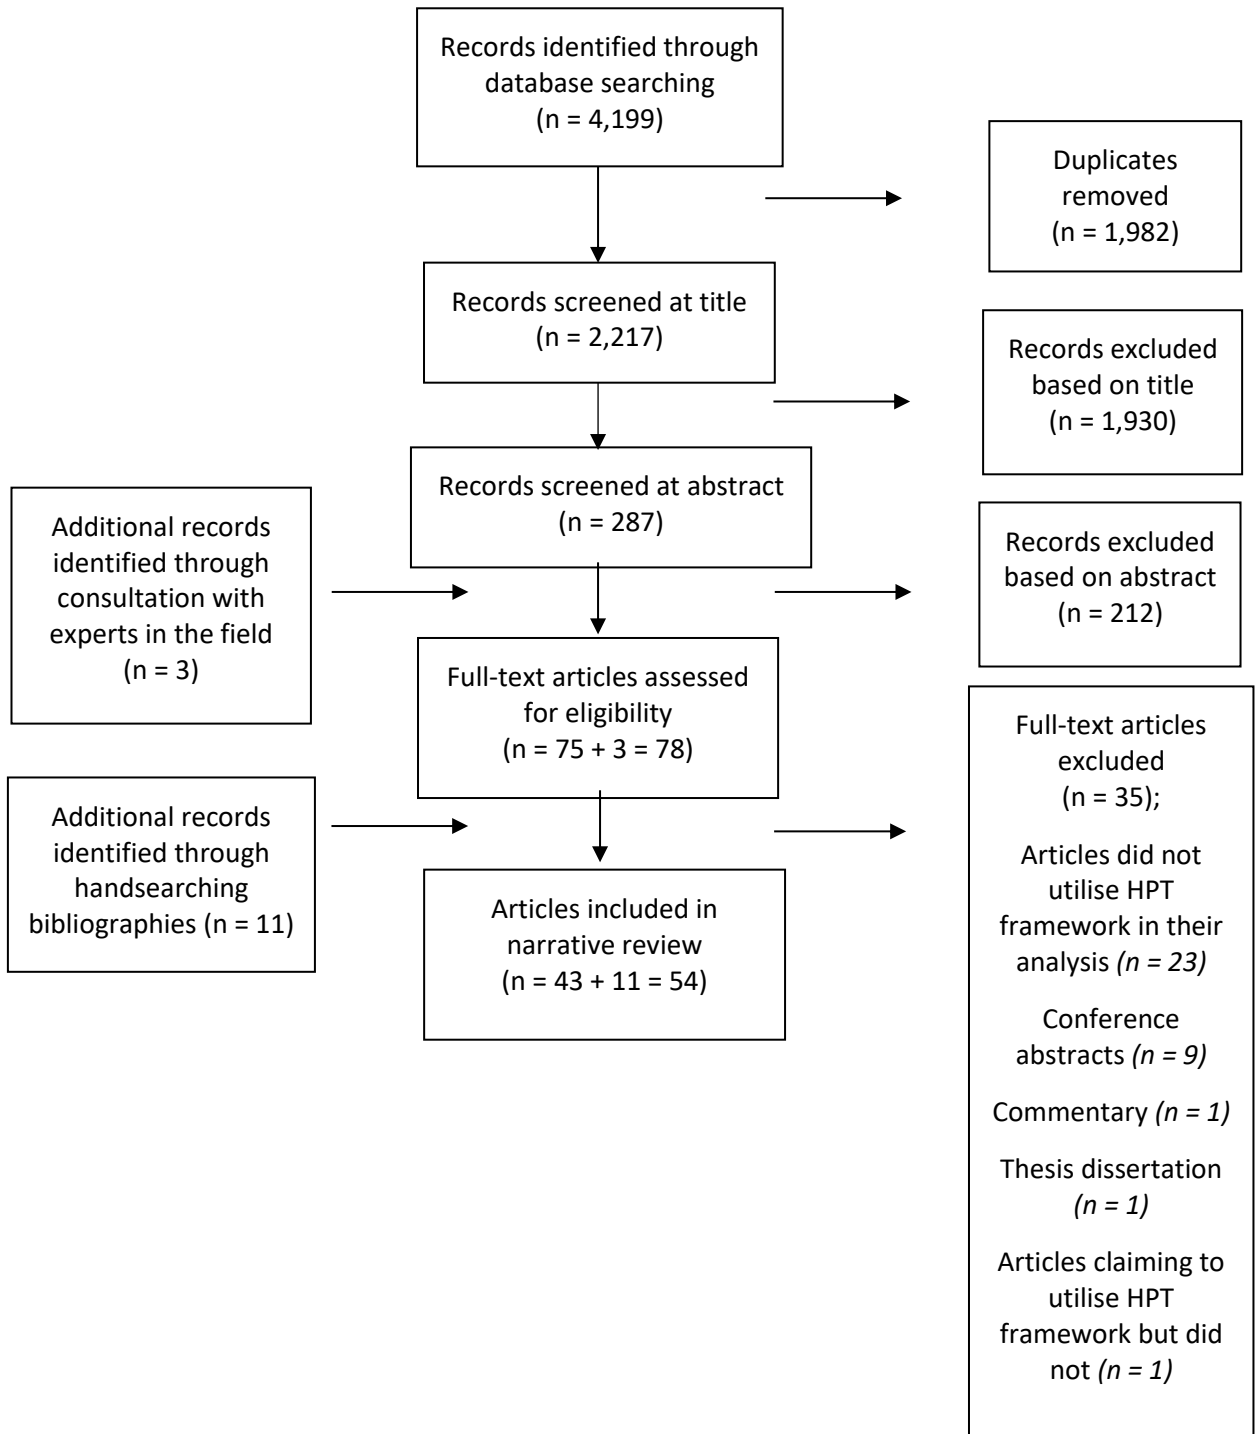 Records identified through
database searching
(n = 4,199)
Duplicates
removed
(n = 1,982)
Records screened at title
(n = 2,217)
Records excluded
based on title
(n = 1,930)
Records screened at abstract
(n = 287)
Additional records
identified through
consultation with
experts in the field
(n = 3)
Records excluded
based on abstract
(n = 212)
Full-text articles assessed
for eligibility
(n = 75 + 3 = 78)
Additional records
identified through
handsearching
bibliographies (n = 11)
Full-text articles
excluded
(n = 35);
Articles did not
utilise HPT
framework in their
analysis (n = 23)
Conference
abstracts (n = 9)
Commentary (n = 1)
Thesis dissertation
(n = 1)
Articles claiming to
utilise HPT
framework but did
not (n = 1)
Articles included in
narrative review
(n = 43 + 11 = 54)